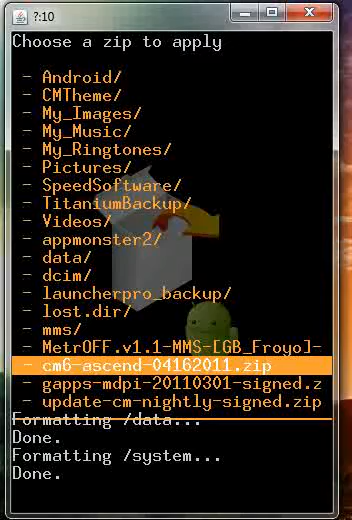 ?:10
Choose a zip to apply
- Android/
- CMTheme/
- My_Images/
- My_Music/
- My_Ringtones/
- Pictures/
- SpeedSoftware/
- TitaniumBackup/
- Videos/
- appmonster2/
- data/
- dcim/
- launcherpro_backup/
- lost.dir/
- mms/
- MetrOFF.v1.1-MMS-[GB_Froyo]-
- cm6-ascend-04162011.zip
- gapps-mdpi-20110301-signed.z
- update-cm-nightly-signed.zip
Formatting /data...
Done.
Formatting /system...
Done.